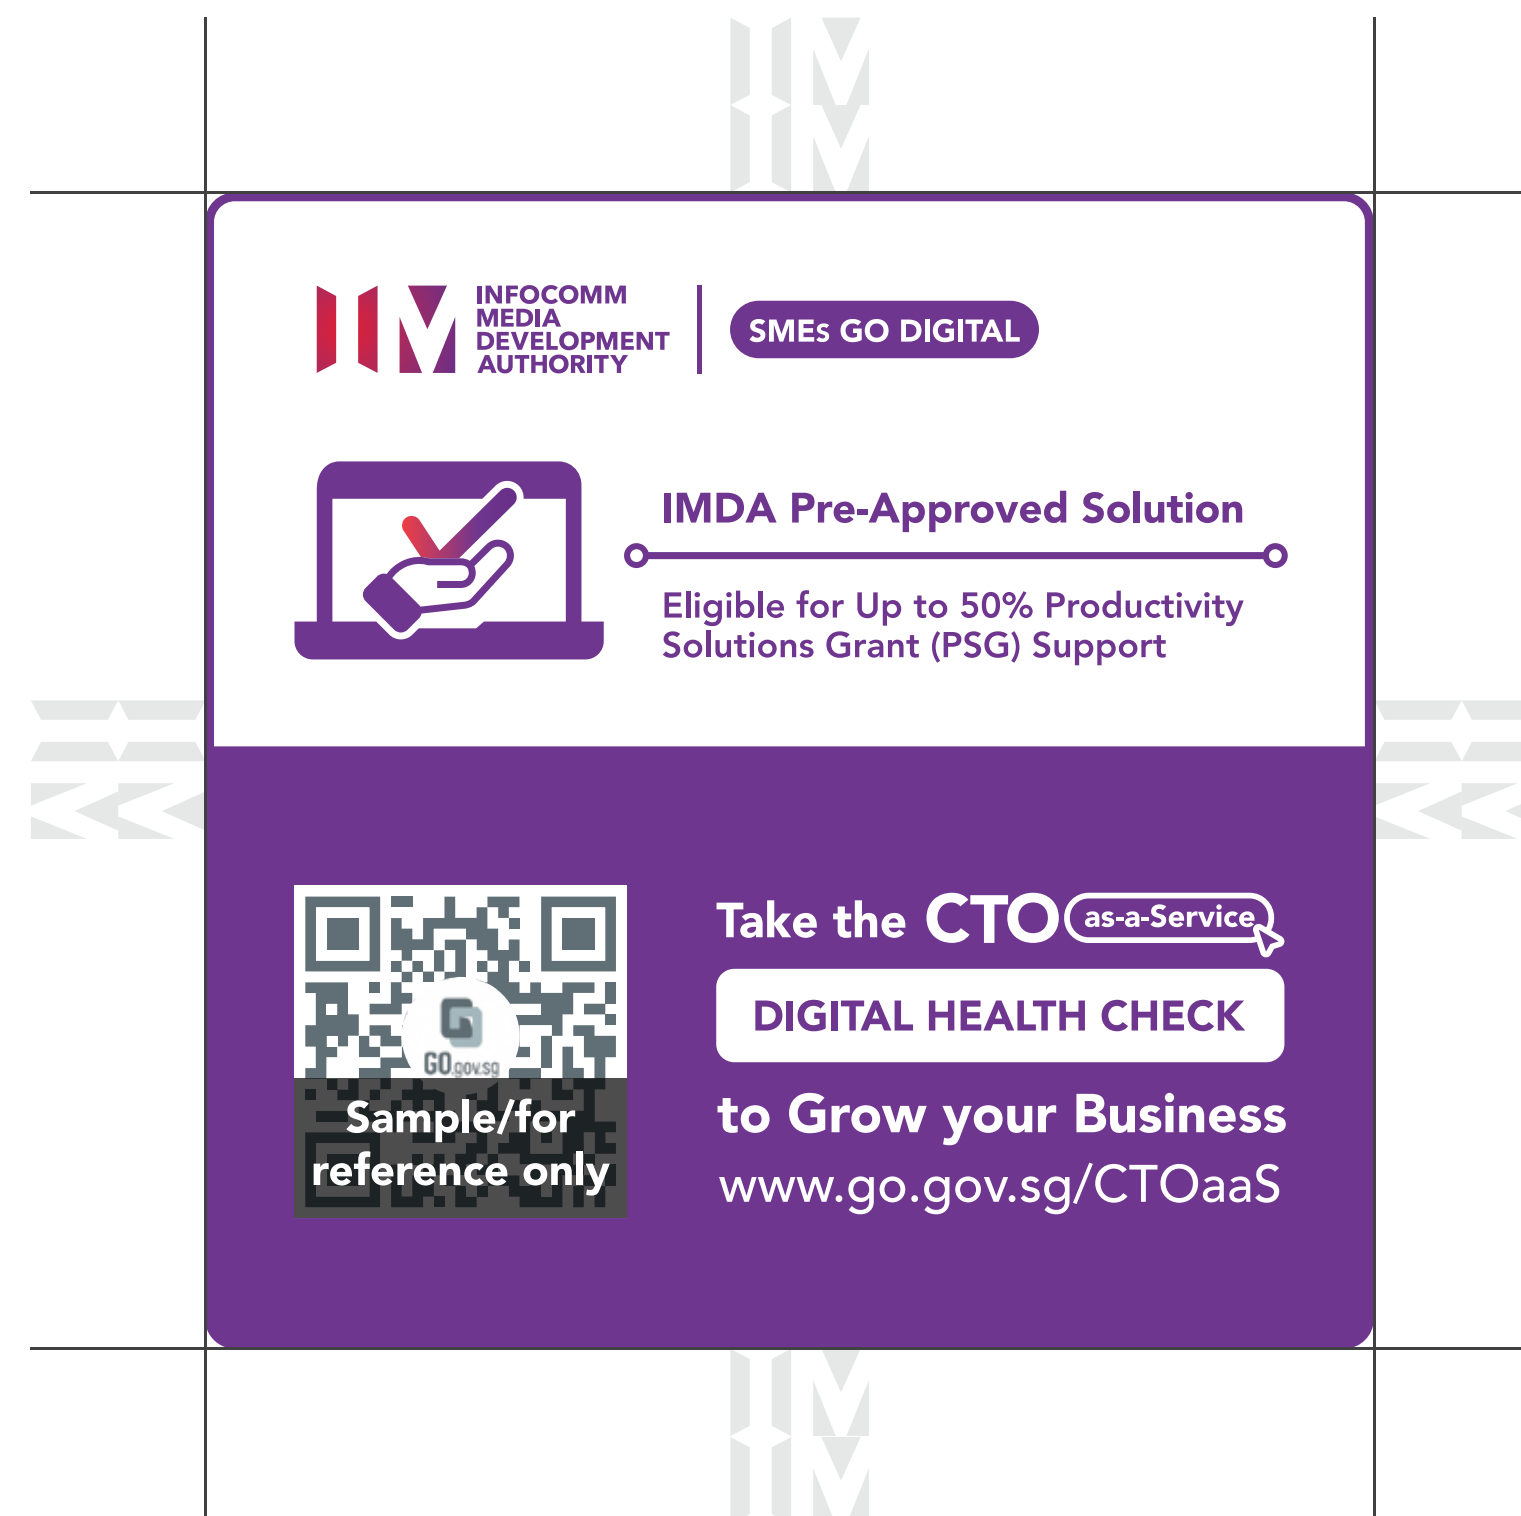 INFOCOMM
MEDIA
DEVELOPMENT
AUTHORITY
SMEs GO DIGITAL
IMDA Pre-Approved Solution
Eligible for Up to 50% Productivity
Solutions Grant (PSG) Support
GO.gov.sg
Sample/for
reference only
Take the CTO as-a-Service
DIGITAL HEALTH CHECK
to Grow your Business
www.go.gov.sg/CTOaaS